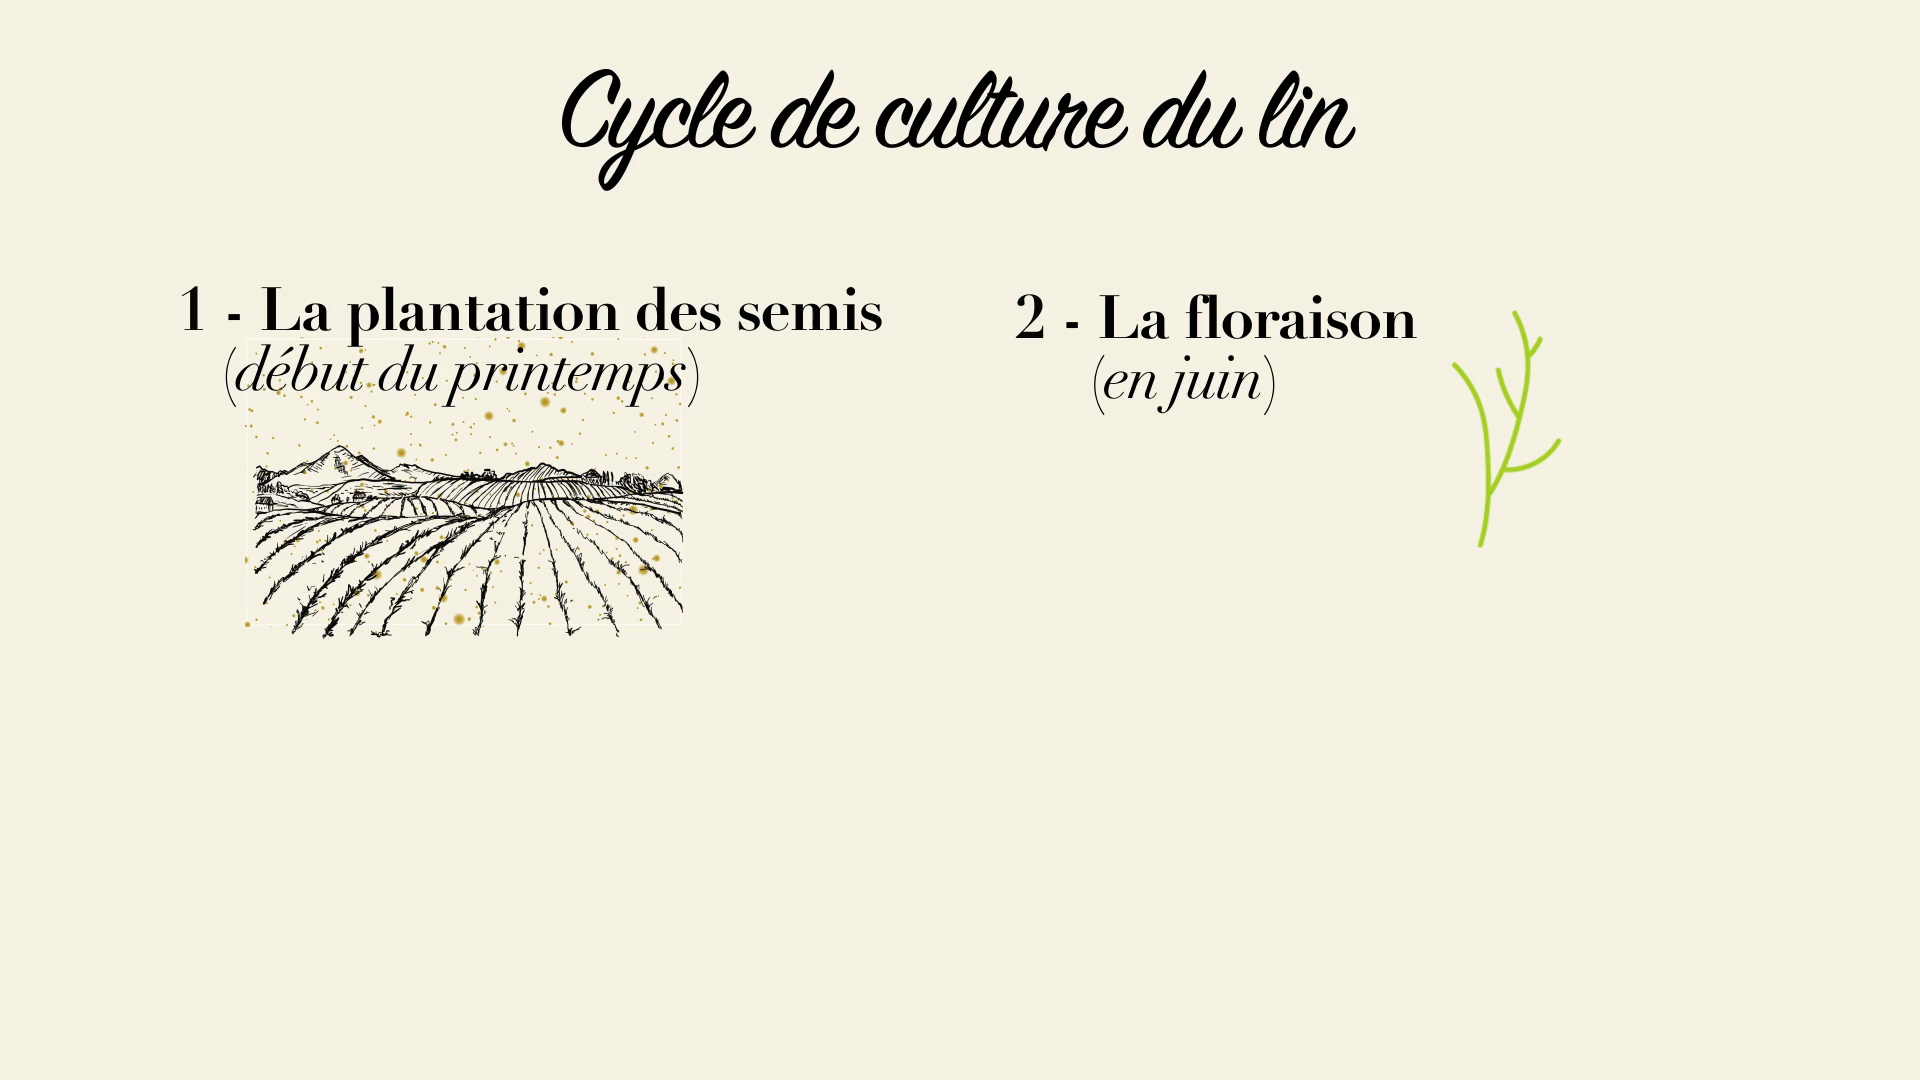 Cycle de culture du lin
1 - La plantation des semis
(début du printemps)
2 - La floraison
(en juin)